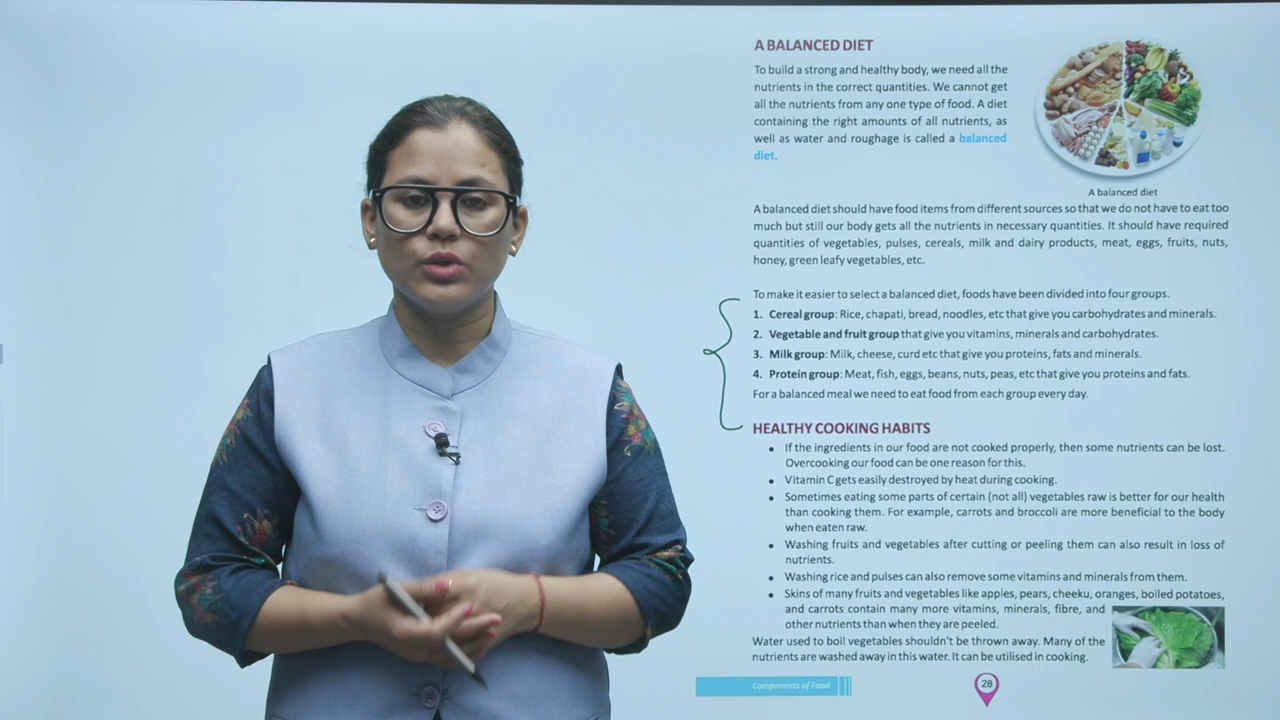 A BALANCED DIET
To build a strong and healthy body, we need all the
nutrients in the correct quantities. We cannot get
all the nutrients from any one type of food. A diet
containing the right amounts of all nutrients, as
well as water and roughage is called a balanced
diet.
A balanced diet
A balanced diet should have food items from different sources so that we do not have to eat too
much but still our body gets all the nutrients in necessary quantities. It should have required
quantities of vegetables, pulses, cereals, milk and dairy products, meat, eggs, fruits, nuts,
honey, green leafy vegetables, etc.
To make it easier to select a balanced diet, foods have been divided into four groups.
1. Cereal group: Rice, chapati, bread, noodles, etc that give you carbohydrates and minerals.
2. Vegetable and fruit group that give you vitamins, minerals and carbohydrates.
3. Milk group: Milk, cheese, curd etc that give you proteins, fats and minerals.
4. Protein group: Meat, fish, eggs, beans, nuts, peas, etc that give you proteins and fats.
For a balanced meal we need to eat food from each group every day.
HEALTHY COOKING HABITS
• If the ingredients in our food are not cooked properly, then some nutrients can be lost.
Overcooking our food can be one reason for this.
• Vitamin C gets easily destroyed by heat during cooking.
• Sometimes eating some parts of certain (not all) vegetables raw is better for our health
than cooking them. For example, carrots and broccoli are more beneficial to the body
when eaten raw.
• Washing fruits and vegetables after cutting or peeling them can also result in loss of
nutrients.
• Washing rice and pulses can also remove some vitamins and minerals from them.
• Skins of many fruits and vegetables like apples, pears, cheeku, oranges, boiled potatoes,
and carrots contain many more vitamins, minerals, fibre, and
other nutrients than when they are peeled.
Water used to boil vegetables shouldn't be thrown away. Many of the
nutrients are washed away in this water. It can be utilised in cooking.
Components of Food
28